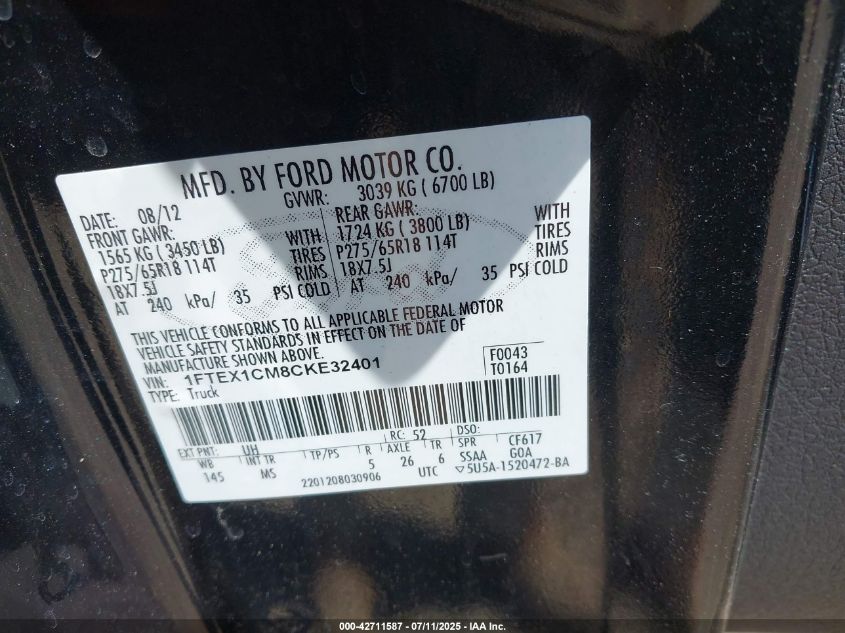 MFD. BY FORD MOTOR CO.
DATE: 08/12 GVWR: 3039 KG ( 6700 LB)
FRONT GAWR: REAR GAWR:
1565 KG ( 3450 LB) WITH 1724 KG ( 3800 LB) WITH
P275/65R18 114T TIRES P275/65R18 114T TIRES
18X7.5J RIMS 18X7.5J RIMS
AT 240 kPa/ 35 PSI COLD AT 240 kPa/ 35 PSI COLD
THIS VEHICLE CONFORMS TO ALL APPLICABLE FEDERAL MOTOR
VEHICLE SAFETY STANDARDS IN EFFECT ON THE DATE OF
MANUFACTURE SHOWN ABOVE.
VIN: 1FTEX1CM8CKE32401 F0043
TYPE: Truck T0164
EXT PNT: UH RC: 52 DSO:
WB INT TR TP/PS R AXLE TR SPR CF617
145 MS 5 26 6 SSAA GOA
2201208030906 UTC ▽5U5A-1520472-BA
000-42711587 - 07/11/2025 - IAA Inc.